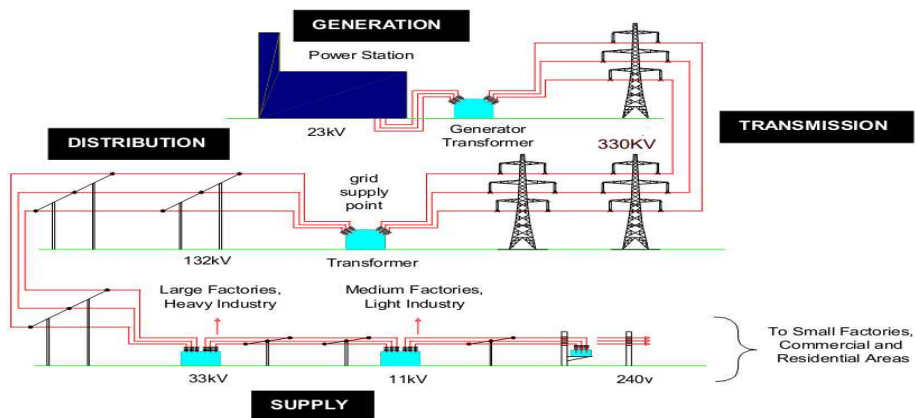 GENERATION
Power Station
23kV
Generator
Transformer
330KV
TRANSMISSION
DISTRIBUTION
grid
supply
point
132kV
Transformer
Large Factories,
Heavy Industry
Medium Factories,
Light Industry
33kV
11kV
240v
To Small Factories,
Commercial and
Residential Areas
SUPPLY